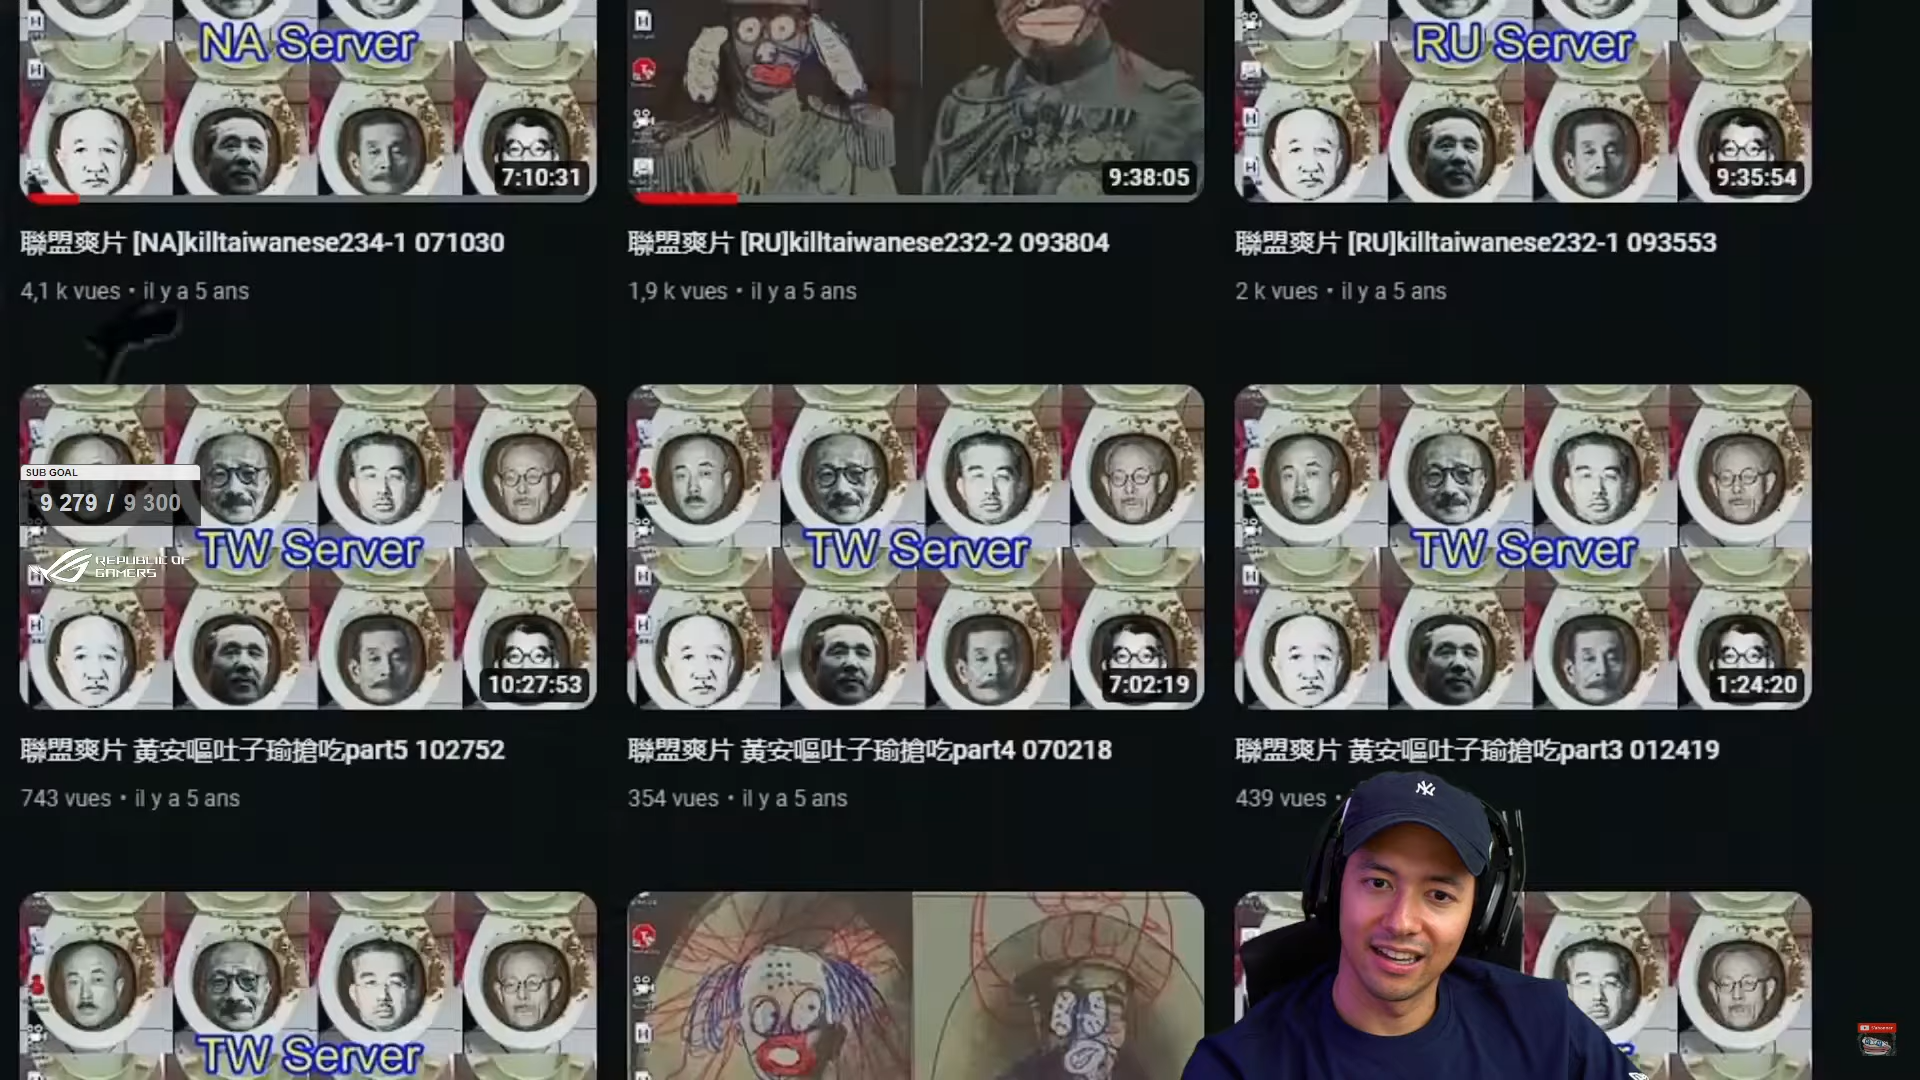 NA Server
RU Server
7:10:31
9:38:05
9:35:54
聯盟爽片 [NA]killtaiwanese234-1 071030
聯盟爽片 [RU]killtaiwanese232-2 093804
聯盟爽片 [RU]killtaiwanese232-1 093553
4,1 k vues • il y a 5 ans
1,9 k vues • il y a 5 ans
2 k vues • il y a 5 ans
SUB GOAL
9 279 / 9 300
REPUBLIC OF
GAMERS
TW Server
TW Server
TW Server
10:27:53
7:02:19
1:24:20
聯盟爽片 黃安嘔吐子瑜搶吃part5 102752
聯盟爽片 黃安嘔吐子瑜搶吃part4 070218
聯盟爽片 黃安嘔吐子瑜搶吃part3 012419
743 vues • il y a 5 ans
354 vues • il y a 5 ans
439 vues •
TW Server